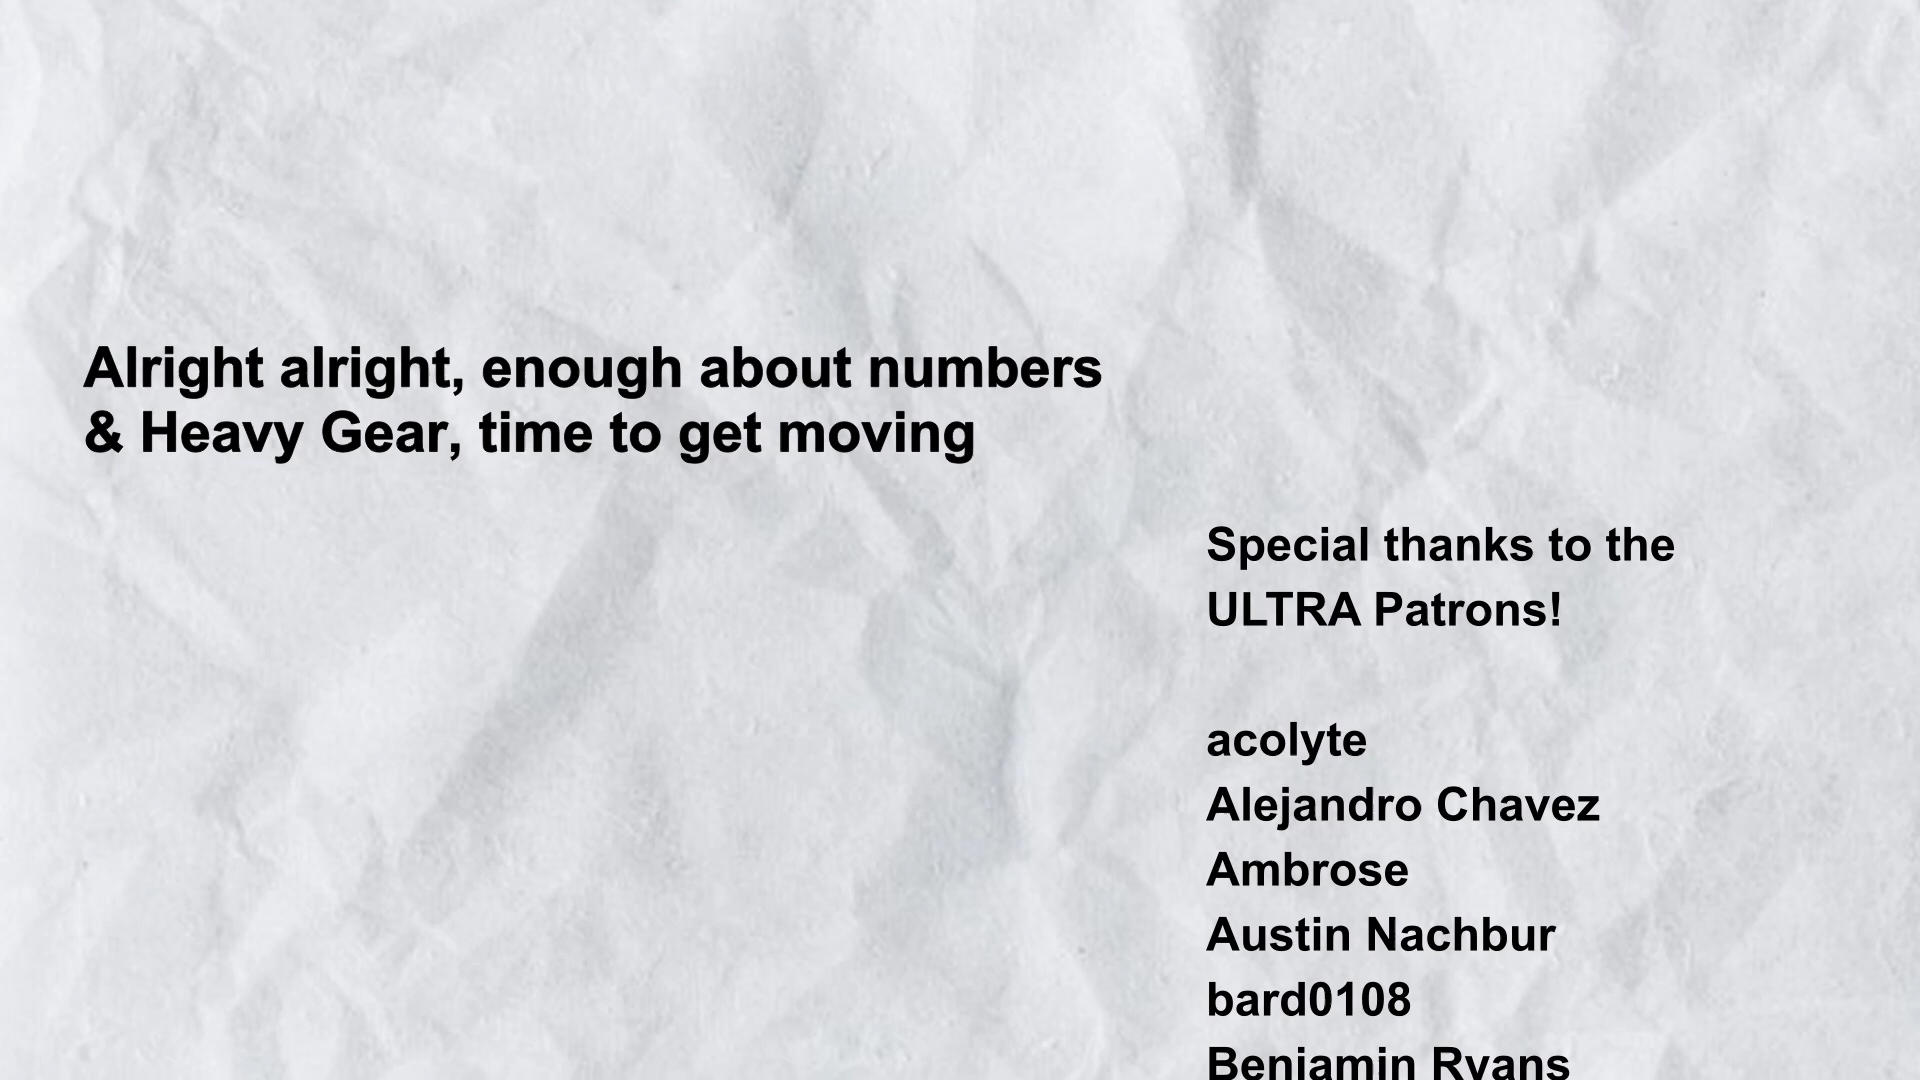 Alright alright, enough about numbers
& Heavy Gear, time to get moving
Special thanks to the
ULTRA Patrons!
acolyte
Alejandro Chavez
Ambrose
Austin Nachbur
bard0108
Benjamin Ryans